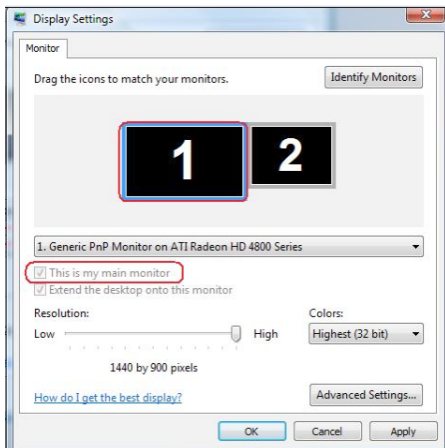 Display Settings
Monitor
Drag the icons to match your monitors.
Identify Monitors
1 2
1. Generic PnP Monitor on ATI Radeon HD 4800 Series
This is my main monitor
Extend the desktop onto this monitor
Resolution: Colors:
Low High Highest (32 bit)
1440 by 900 pixels
How do I get the best display? Advanced Settings...
OK Cancel Apply